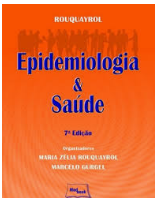 ROUQUAYROL
Epidemiologia
&
Saúde
7ª Edição
Organizadores
MARIA ZÉLIA ROUQUAYROL
MARCELO GURGEL